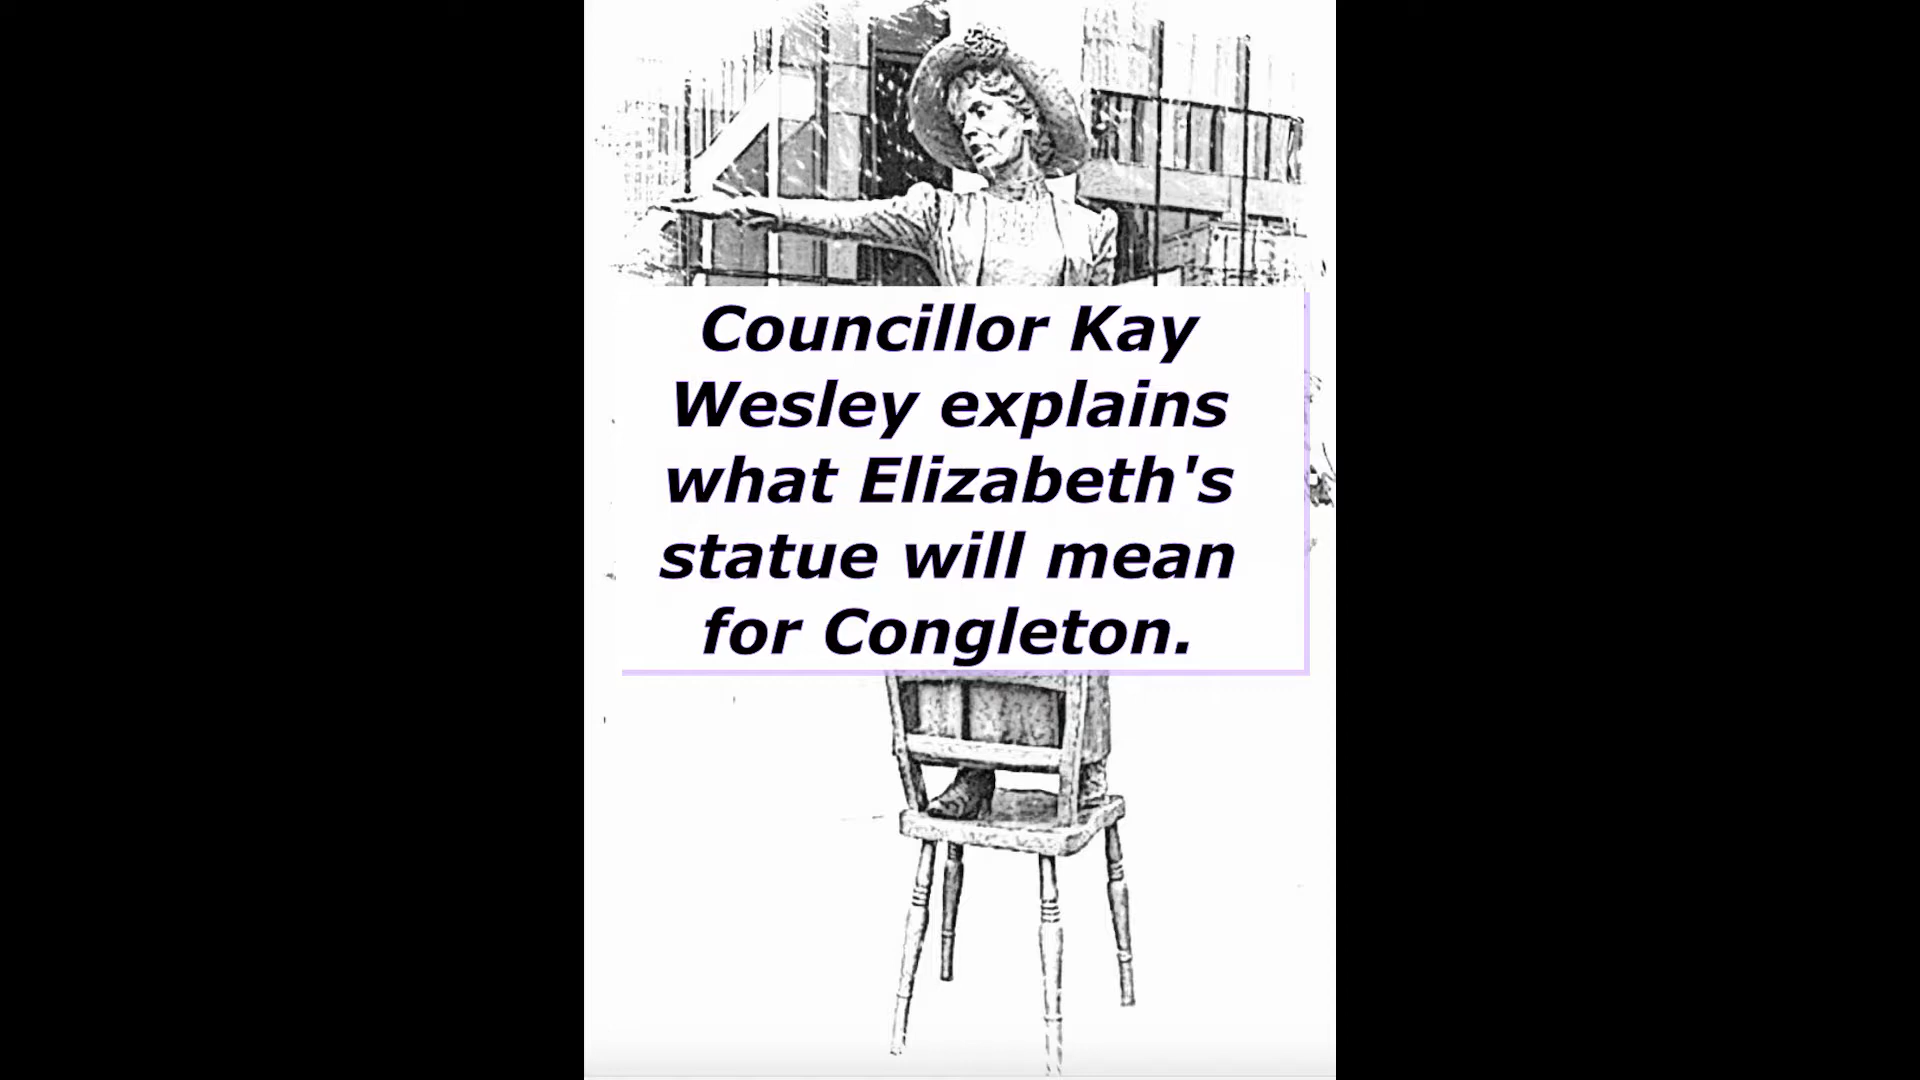 Councillor Kay
Wesley explains
what Elizabeth's
statue will mean
for Congleton.